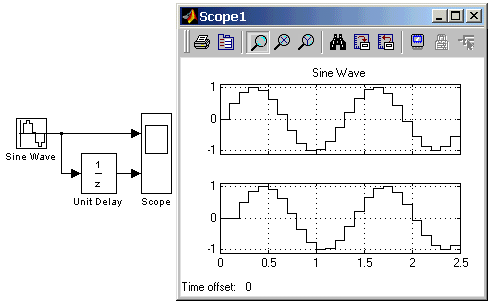 Scope1
Sine Wave
1
0
-1
Sine Wave
1
z
Unit Delay
Scope
1
0
-1
0 0.5 1 1.5 2 2.5
Time offset: 0